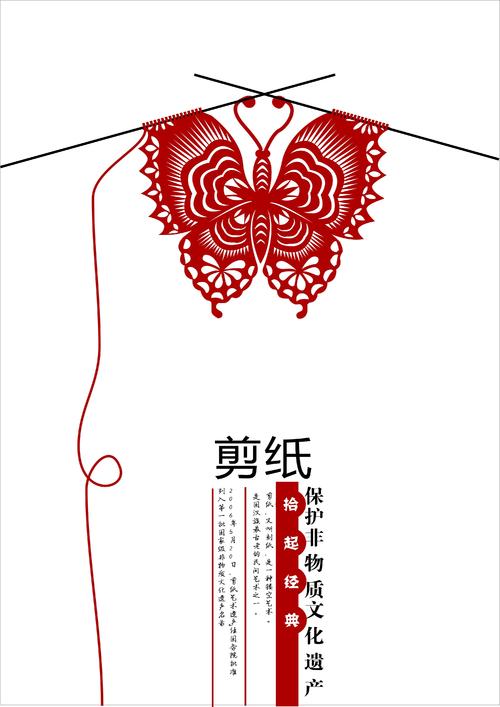 剪纸
保护非物质文化遗产
拾起经典
剪纸,又叫刻纸,是一种镂空艺术。
是中国汉族最古老的民间艺术之一。
2006年5月20日,剪纸艺术遗产经国务院批准
列入第一批国家级非物质文化遗产名录